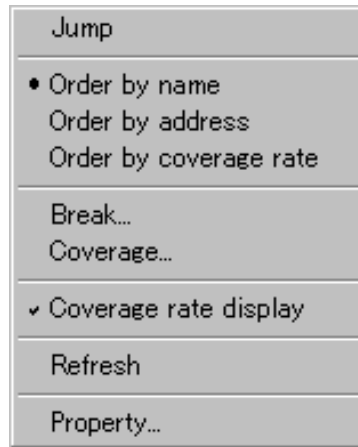 Jump
Order by name
Order by address
Order by coverage rate
Break...
Coverage...
Coverage rate display
Refresh
Property...